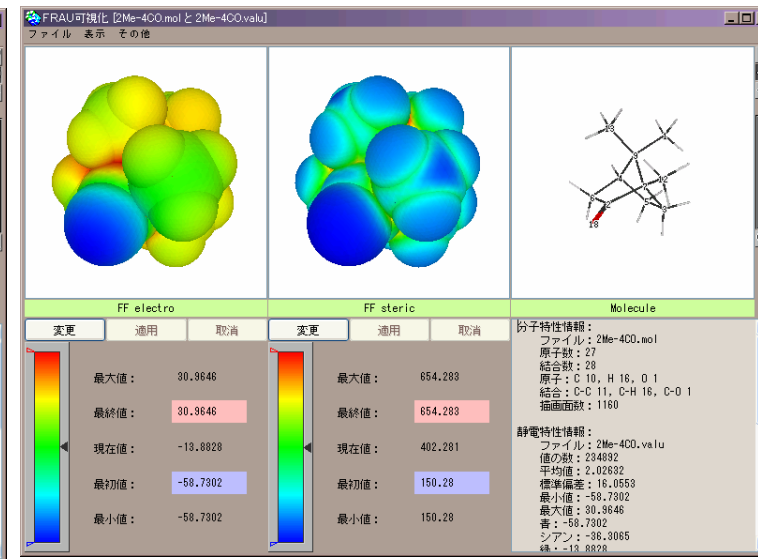 FRAU可視化 [2Me-4CO.mol と 2Me-4CO.valu]
ファイル 表示 その他
FF electro
FF steric
Molecule
変更 適用 取消
最大値： 30.9646
最終値： 30.9646
現在値： -13.8828
最初値： -58.7302
最小値： -58.7302
変更 適用 取消
最大値： 654.283
最終値： 654.283
現在値： 402.281
最初値： 150.28
最小値： 150.28
分子特性情報：
ファイル：2Me-4CO.mol
原子数：27
結合数：28
原子：C 10, H 16, O 1
結合：C-C 11, C-H 16, C-O 1
描画面数：1160
静電特性情報：
ファイル：2Me-4CO.valu
値の数：234892
平均値：2.02632
標準偏差：16.0553
最小値：-58.7302
最大値：30.9646
青：-58.7302
シアン：-36.3065
緑：-13.8828